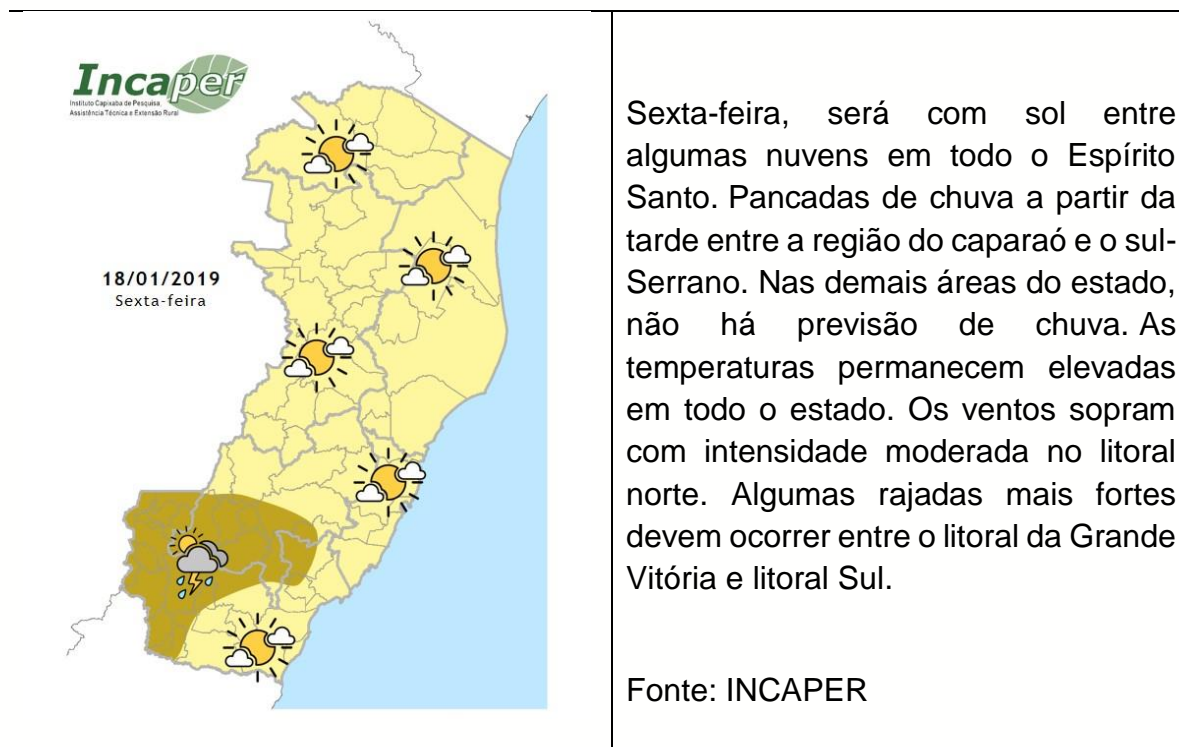 Incaper
Instituto Capixaba de Pesquisa,
Assistência Técnica e Extensão Rural
18/01/2019
Sexta-feira
Sexta-feira, será com sol entre
algumas nuvens em todo o Espírito
Santo. Pancadas de chuva a partir da
tarde entre a região do caparaó e o sul-
Serrano. Nas demais áreas do estado,
não há previsão de chuva. As
temperaturas permanecem elevadas
em todo o estado. Os ventos sopram
com intensidade moderada no litoral
norte. Algumas rajadas mais fortes
devem ocorrer entre o litoral da Grande
Vitória e litoral Sul.
Fonte: INCAPER